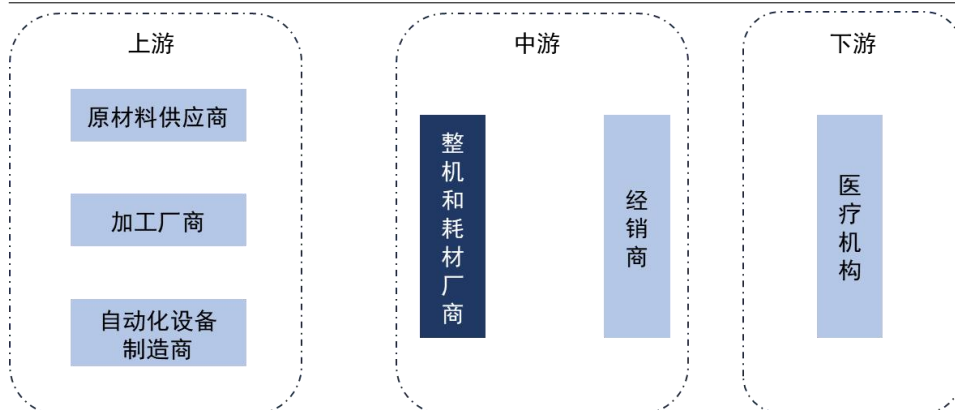 上游
原材料供应商
加工厂商
自动化设备
制造商
中游
整机和耗材厂商
经销商
下游
医疗机构